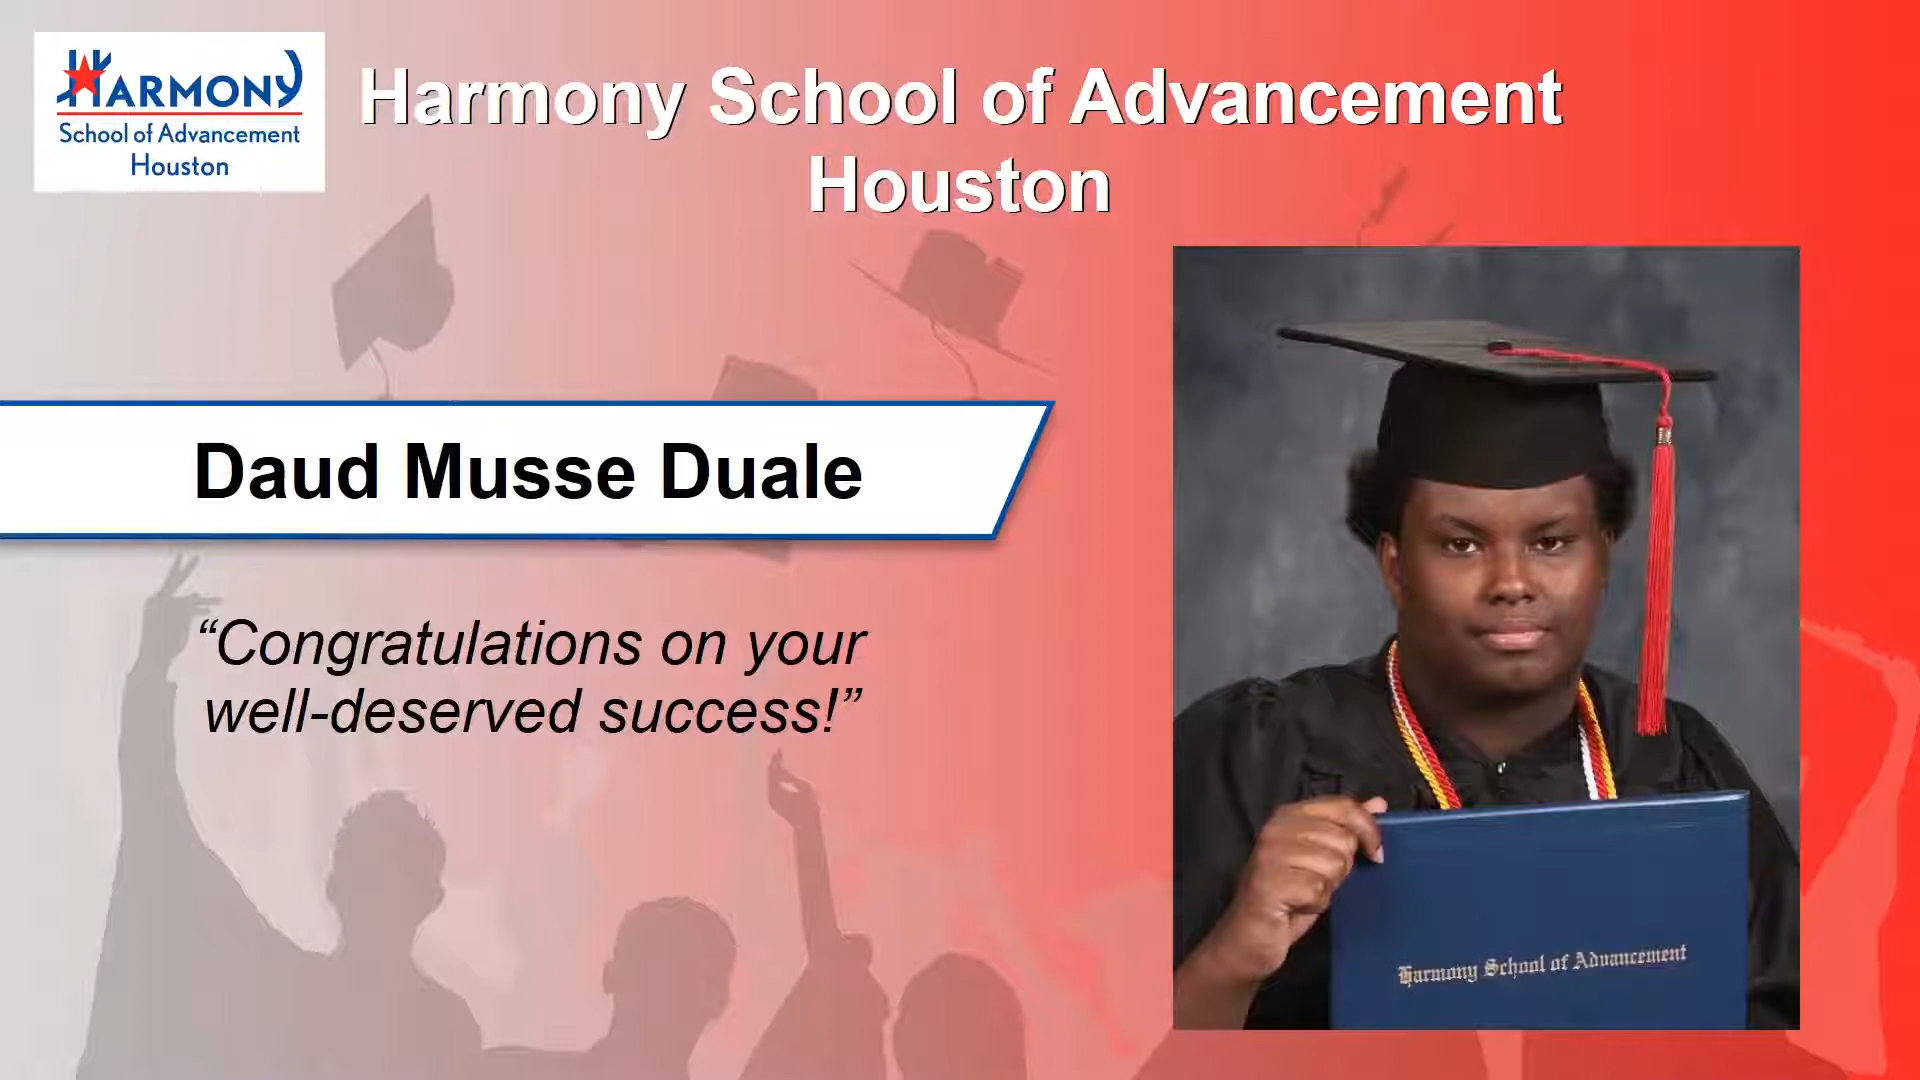 HARMONY
School of Advancement
Houston
Harmony School of Advancement
Houston
Daud Musse Duale
“Congratulations on your
well-deserved success!”
Harmony School of Advancement